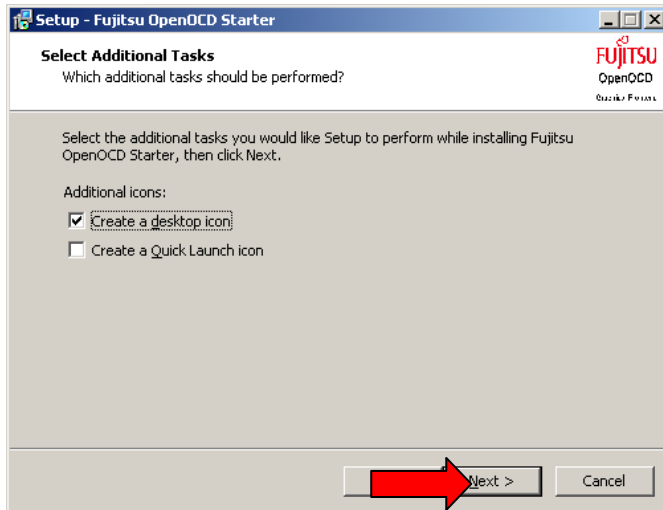 Setup - Fujitsu OpenOCD Starter
Select Additional Tasks
Which additional tasks should be performed?
FUJITSU
OpenOCD
Select the additional tasks you would like Setup to perform while installing Fujitsu
OpenOCD Starter, then click Next.
Additional icons:
Create a desktop icon
Create a Quick Launch icon
Next >
Cancel